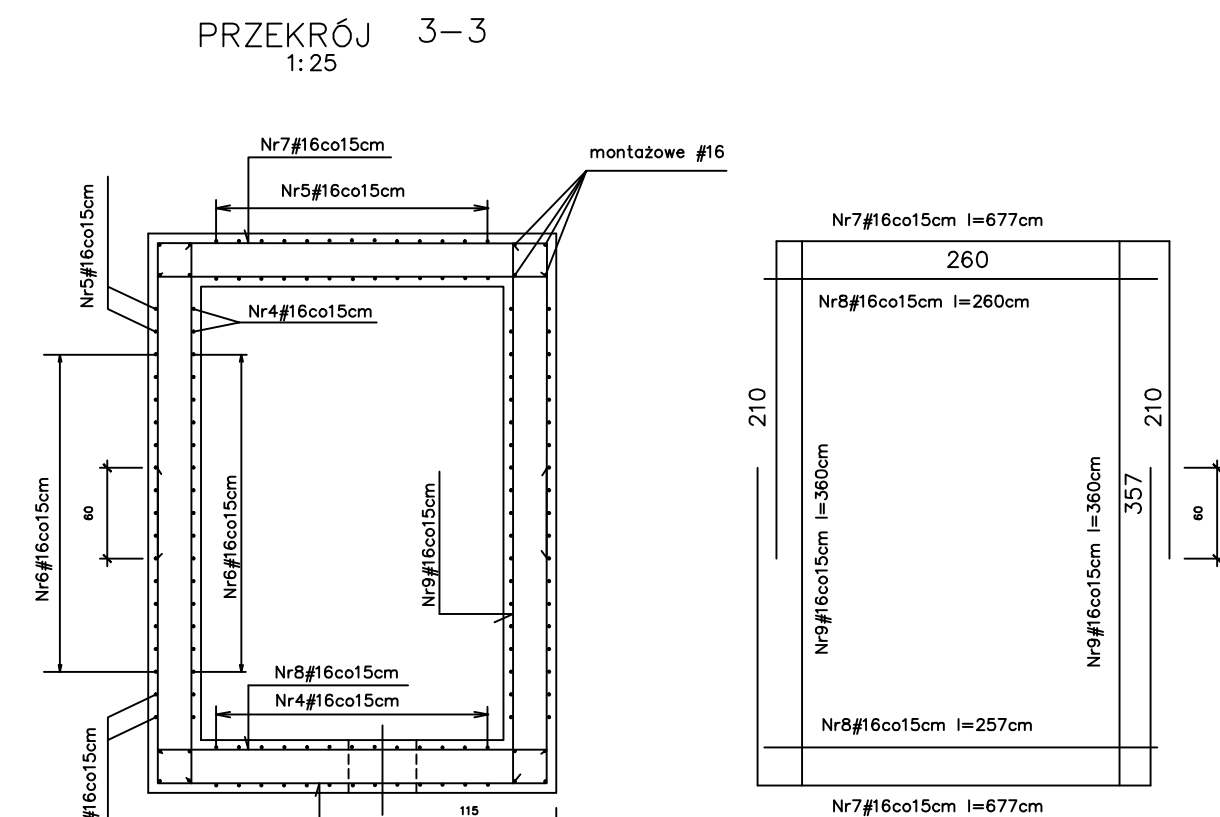 PRZEKRÓJ 3-3
1:25
Nr7#16co15cm
montażowe #16
Nr5#16co15cm
Nr5#16co15cm
Nr4#16co15cm
Nr6#16co15cm
60
Nr6#16co15cm
Nr9#16co15cm
Nr8#16co15cm
Nr4#16co15cm
#16co15cm
115
Nr7#16co15cm l=677cm
260
Nr8#16co15cm l=260cm
210
210
Nr9#16co15cm l=360cm
Nr9#16co15cm l=360cm
357
60
Nr8#16co15cm l=257cm
Nr7#16co15cm l=677cm